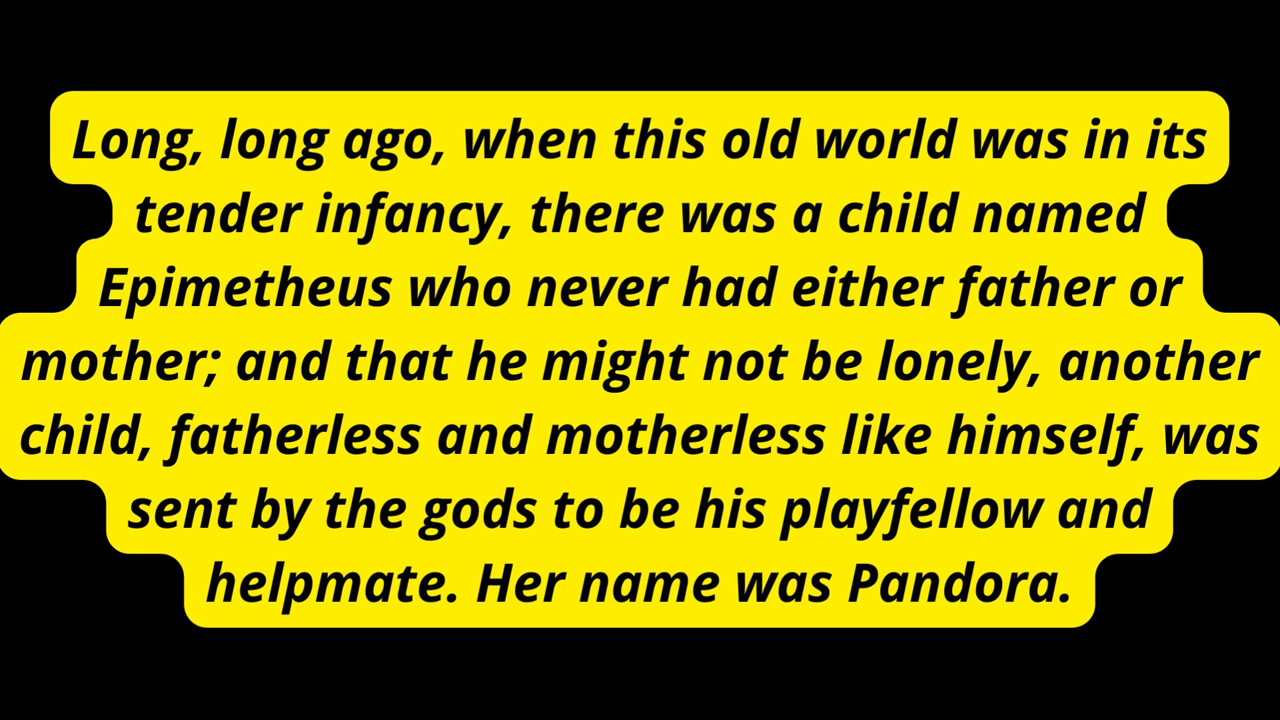 Long, long ago, when this old world was in its
tender infancy, there was a child named
Epimetheus who never had either father or
mother; and that he might not be lonely, another
child, fatherless and motherless like himself, was
sent by the gods to be his playfellow and
helpmate. Her name was Pandora.